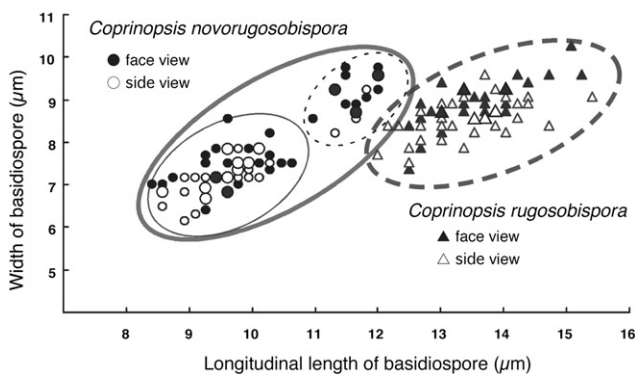 11
10
9
8
7
6
5
Width of basidiospore (µm)
Coprinopsis novorugosobispora
face view
side view
Coprinopsis rugosobispora
face view
side view
8 9 10 11 12 13 14 15 16
Longitudinal length of basidiospore (µm)